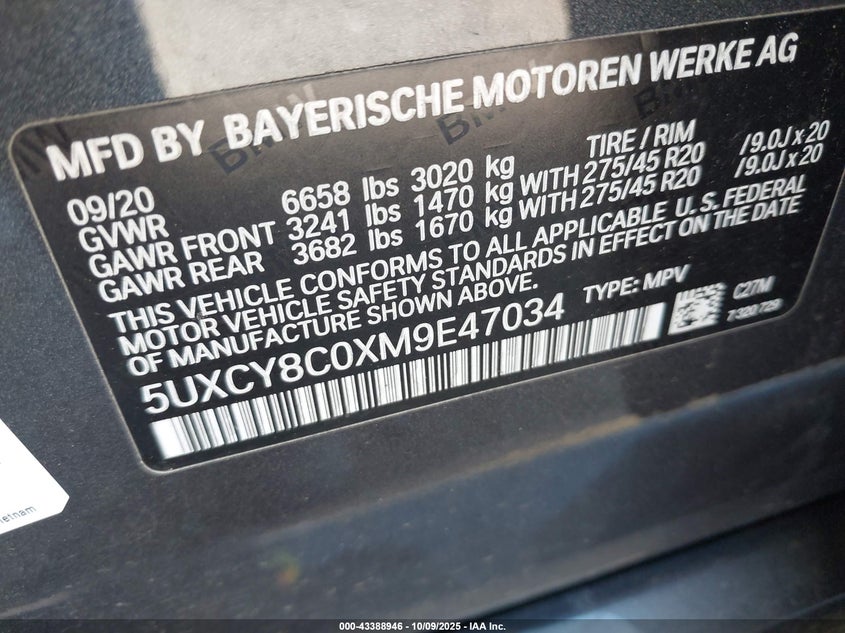 MFD BY BAYERISCHE MOTOREN WERKE AG
09/20 TIRE / RIM
GVWR 6658 lbs 3020 kg
GAWR FRONT 3241 lbs 1470 kg WITH 275/45 R20 /9.0J x 20
GAWR REAR 3682 lbs 1670 kg WITH 275/45 R20 /9.0J x 20
THIS VEHICLE CONFORMS TO ALL APPLICABLE U. S. FEDERAL
MOTOR VEHICLE SAFETY STANDARDS IN EFFECT ON THE DATE
OF MANUFACTURE SHOWN ABOVE. TYPE: MPV
5UXCY8C0XM9E47034
C27M
7 320 729
000-43388946 - 10/09/2025 - IAA Inc.